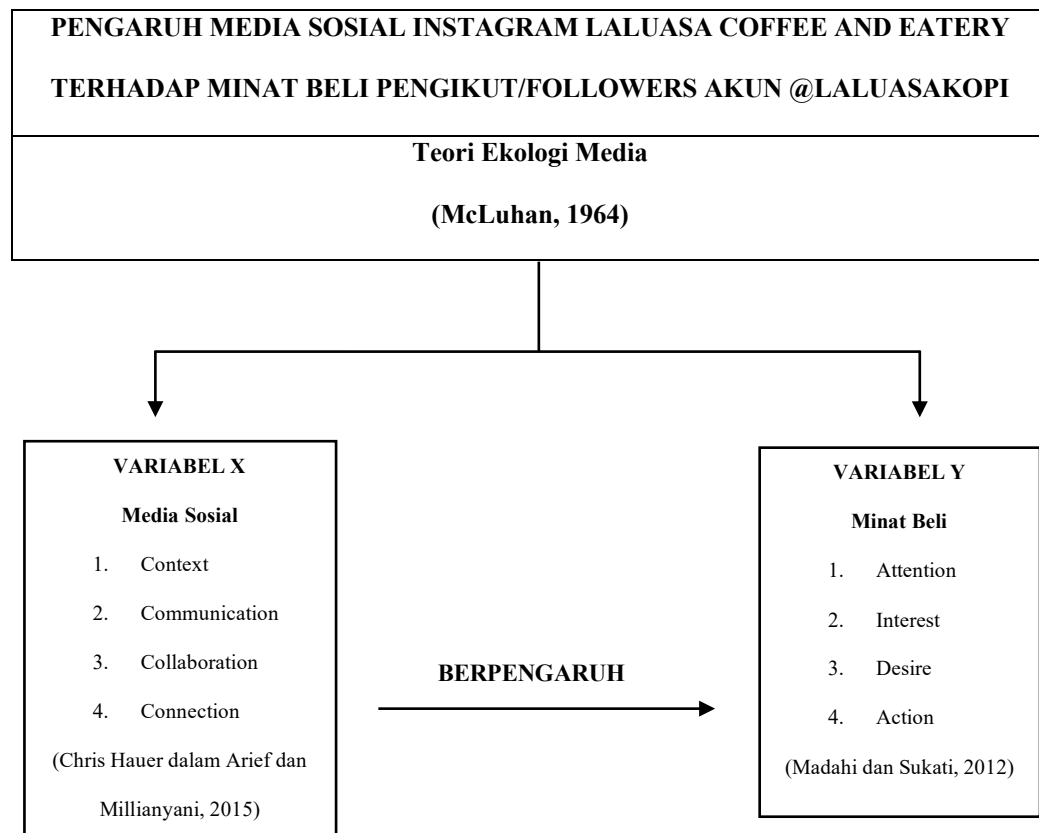 PENGARUH MEDIA SOSIAL INSTAGRAM LALUASA COFFEE AND EATERY
TERHADAP MINAT BELI PENGIKUT/FOLLOWERS AKUN @LALUASAKOPI
Teori Ekologi Media
(McLuhan, 1964)
VARIABEL X
Media Sosial
1. Context
2. Communication
3. Collaboration
4. Connection
(Chris Hauer dalam Arief dan
Millianyani, 2015)
BERPENGARUH
VARIABEL Y
Minat Beli
1. Attention
2. Interest
3. Desire
4. Action
(Madahi dan Sukati, 2012)